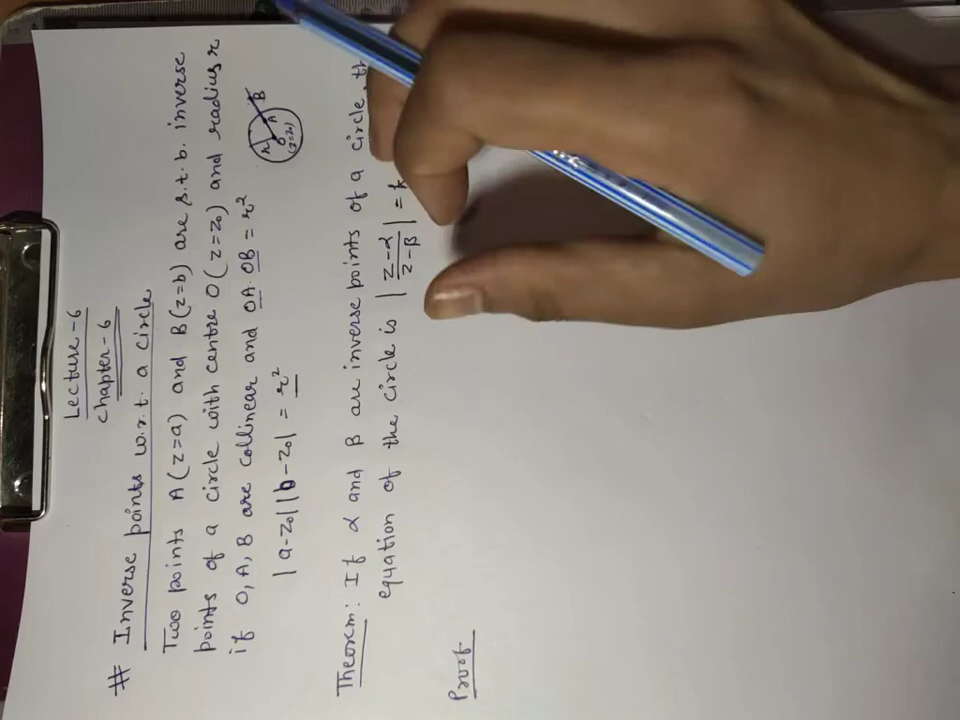 Lecture-6
Chapter-6
# Inverse points w.r.t. a circle
Two points A(z=a) and B(z=b) are s.t.b. inverse
points of a circle with centre O(z=z₀) and radius r
if O, A, B are collinear and OA·OB = r²
|a-z₀||b-z₀| = r²
r A B
O
(z=z₀)
Theorem: If α and β are inverse points of a circle, th
equation of the circle is |z-α/z-β| = k
Proof